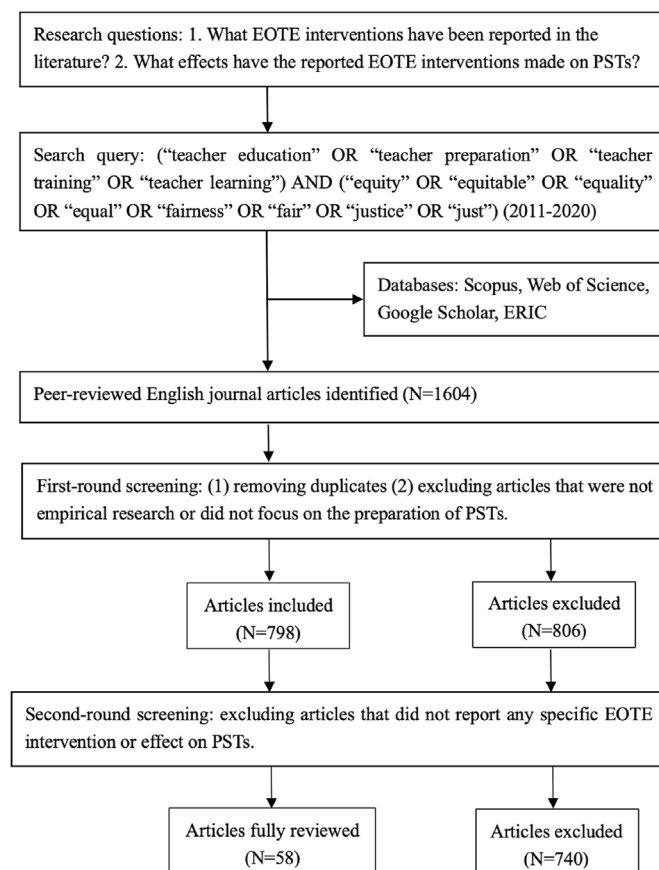 Research questions: 1. What EOTE interventions have been reported in the
literature? 2. What effects have the reported EOTE interventions made on PSTs?
Search query: (“teacher education” OR “teacher preparation” OR “teacher
training” OR “teacher learning”) AND (“equity” OR “equitable” OR “equality”
OR “equal” OR “fairness” OR “fair” OR “justice” OR “just”) (2011-2020)
Databases: Scopus, Web of Science,
Google Scholar, ERIC
Peer-reviewed English journal articles identified (N=1604)
First-round screening: (1) removing duplicates (2) excluding articles that were not
empirical research or did not focus on the preparation of PSTs.
Articles included
(N=798)
Articles excluded
(N=806)
Second-round screening: excluding articles that did not report any specific EOTE
intervention or effect on PSTs.
Articles fully reviewed
(N=58)
Articles excluded
(N=740)